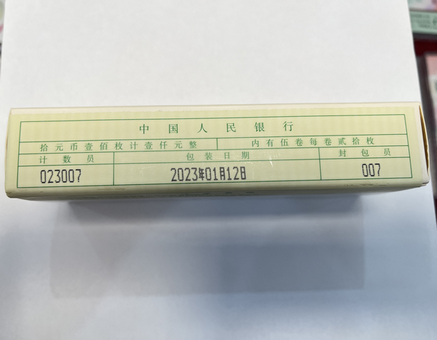 中国人民银行
拾元币壹佰枚计壹仟元整 内有伍卷每卷贰拾枚
计数员 包装日期 封包员
023007 2023年01月12日 007